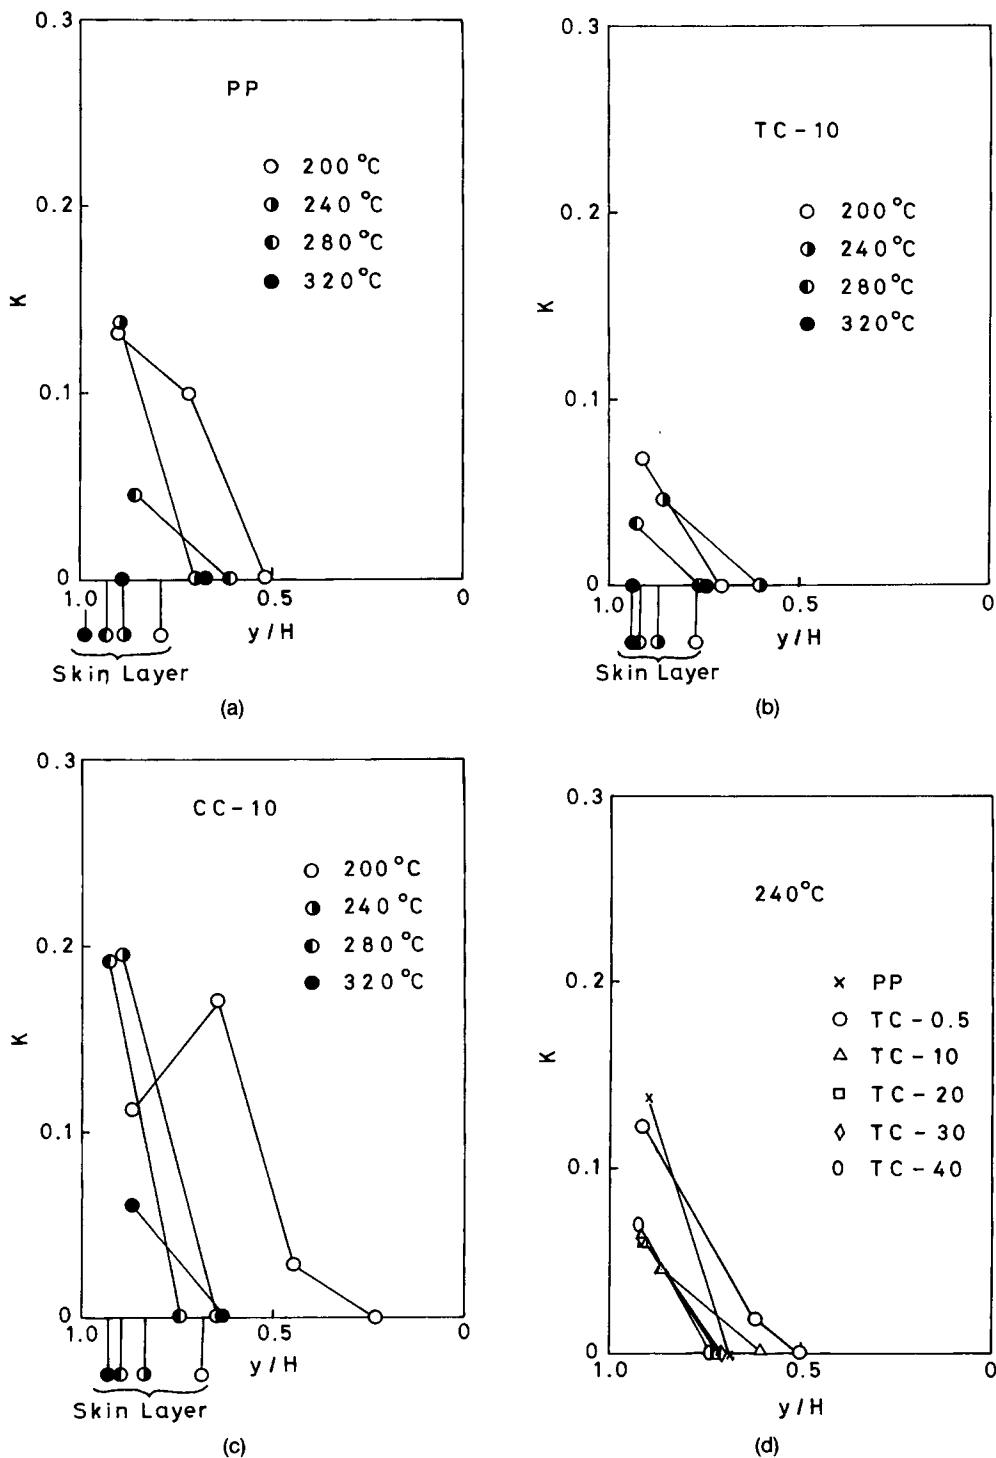 0.3
PP
200°C
240°C
280°C
320°C
0.2
K
0.1
0
1.0
0.5
0
y/H
Skin Layer
(a)
0.3
TC-10
200°C
240°C
280°C
320°C
0.2
K
0.1
0
1.0
0.5
0
y/H
Skin Layer
(b)
0.3
CC-10
200°C
240°C
280°C
320°C
0.2
K
0.1
0
1.0
0.5
0
y/H
Skin Layer
(c)
0.3
240°C
0.2
PP
TC-0.5
TC-10
TC-20
TC-30
TC-40
K
0.1
0
1.0
0.5
0
y/H
(d)